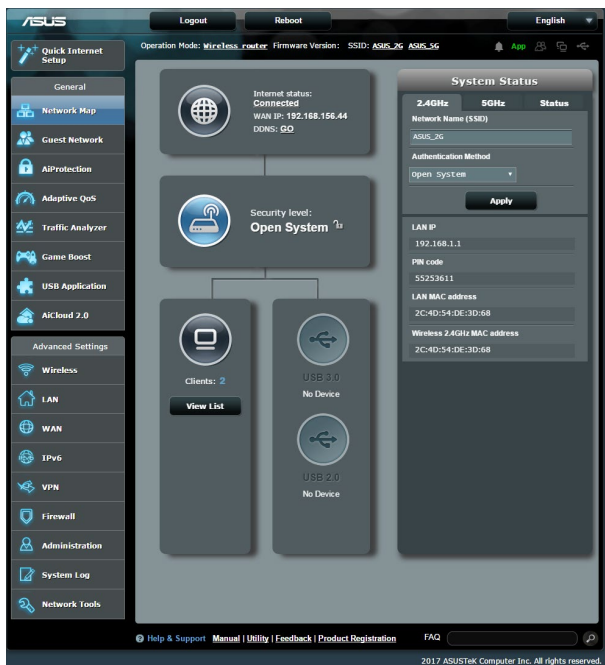 ASUS
Logout
Reboot
English
Quick Internet Setup
Operation Mode: Wireless router Firmware Version: SSID: ASUS_2G ASUS_5G
App
General
Network Map
Guest Network
AiProtection
Adaptive QoS
Traffic Analyzer
Game Boost
USB Application
AiCloud 2.0
Advanced Settings
Wireless
LAN
WAN
IPv6
VPN
Firewall
Administration
System Log
Network Tools
Internet status:
Connected
WAN IP: 192.168.156.44
DDNS: GO
Security level:
Open System
Clients: 2
View List
USB 3.0
No Device
USB 2.0
No Device
System Status
2.4GHz 5GHz Status
Network Name (SSID)
ASUS_2G
Authentication Method
Open System
Apply
LAN IP
192.168.1.1
PIN code
55253611
LAN MAC address
2C:4D:54:DE:3D:68
Wireless 2.4GHz MAC address
2C:4D:54:DE:3D:68
Help & Support Manual | Utility | Feedback | Product Registration FAQ
2017 ASUSTeK Computer Inc. All rights reserved.